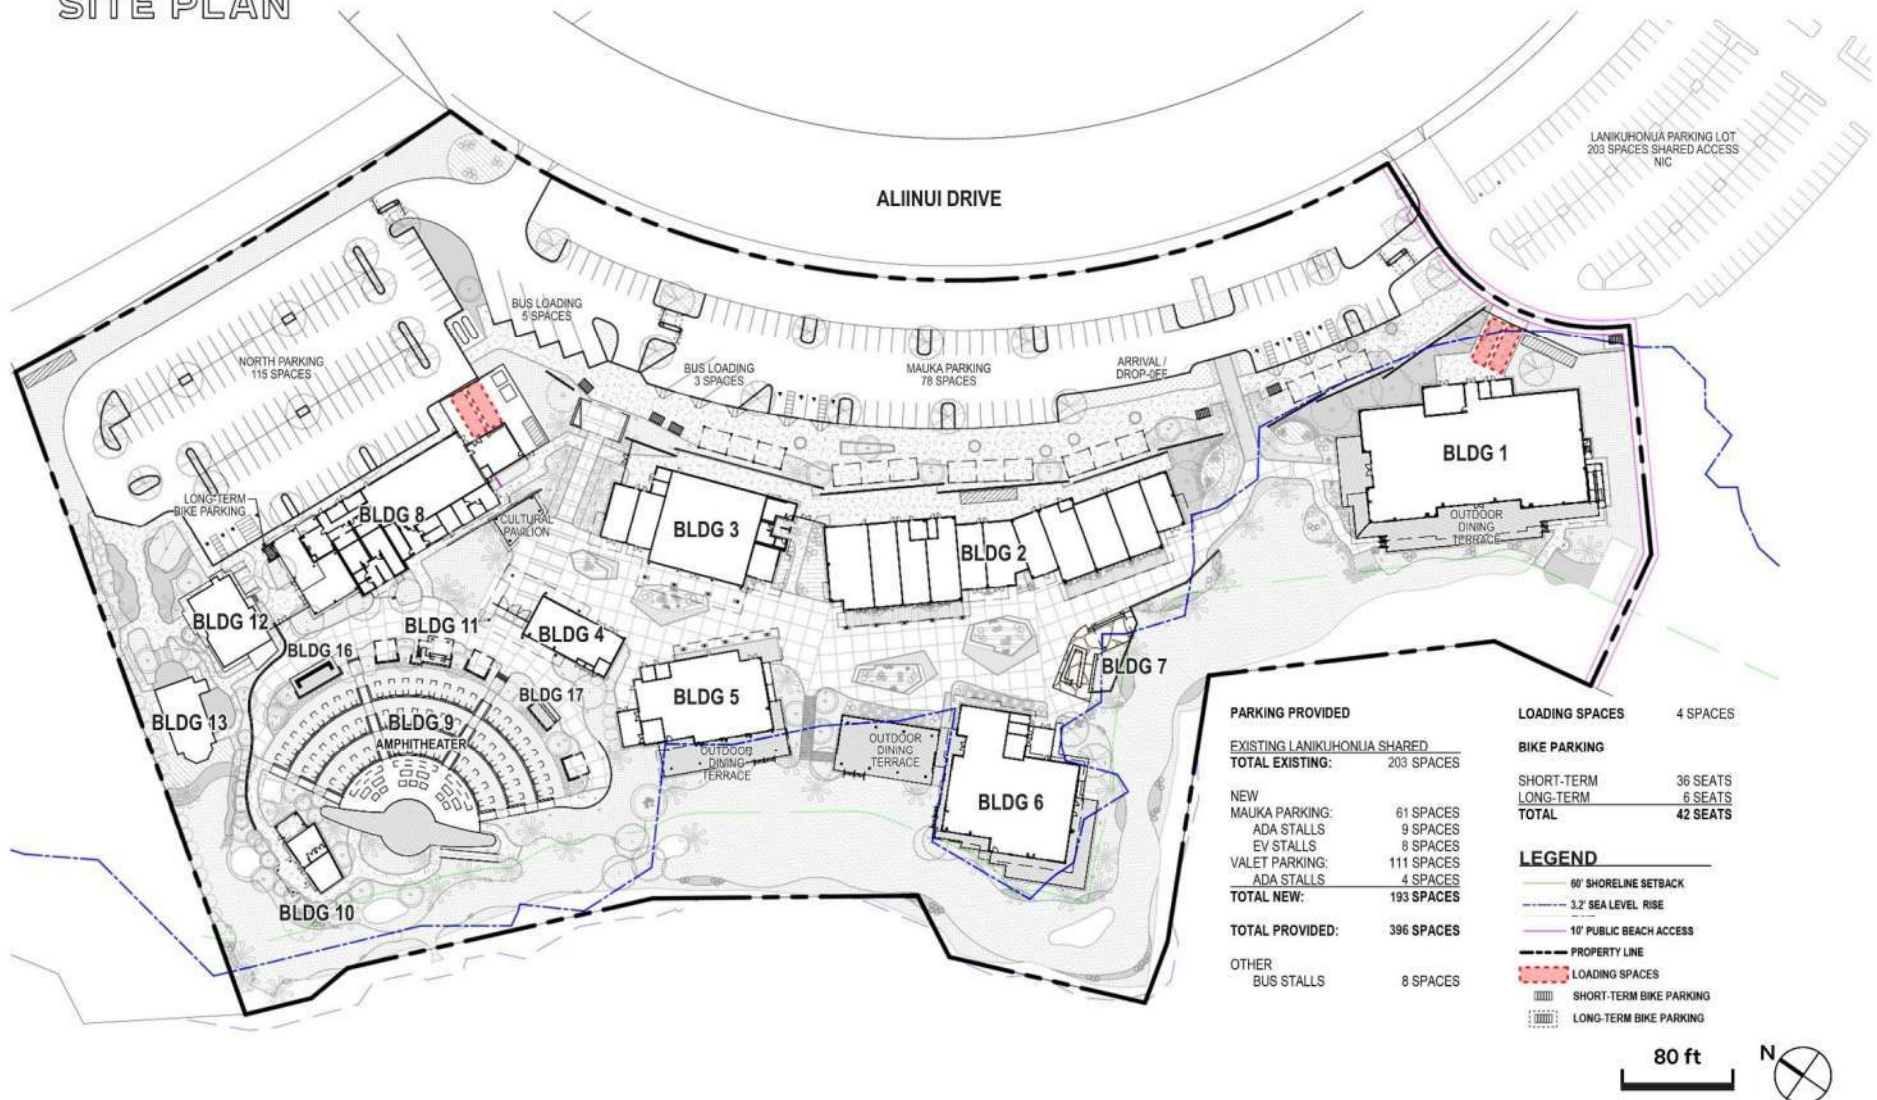 SITE PLAN
ALIINUI DRIVE
LANIKUHONUA PARKING LOT
203 SPACES SHARED ACCESS
NIC
BUS LOADING
5 SPACES
NORTH PARKING
115 SPACES
BUS LOADING
3 SPACES
MAUKA PARKING
78 SPACES
ARRIVAL /
DROP-OFF
LONG-TERM
BIKE PARKING
BLDG 8
CULTURAL
PAVILION
BLDG 3
BLDG 2
BLDG 1
OUTDOOR
DINING
TERRACE
BLDG 12
BLDG 11
BLDG 4
BLDG 16
BLDG 7
BLDG 17
BLDG 5
BLDG 13
BLDG 9
AMPHITHEATER
OUTDOOR
DINING
TERRACE
OUTDOOR
DINING
TERRACE
BLDG 6
BLDG 10
PARKING PROVIDED
EXISTING LANIKUHONUA SHARED
TOTAL EXISTING: 203 SPACES
NEW
MAUKA PARKING: 61 SPACES
ADA STALLS 9 SPACES
EV STALLS 8 SPACES
VALET PARKING: 111 SPACES
ADA STALLS 4 SPACES
TOTAL NEW: 193 SPACES
TOTAL PROVIDED: 396 SPACES
OTHER
BUS STALLS 8 SPACES
LOADING SPACES 4 SPACES
BIKE PARKING
SHORT-TERM 36 SEATS
LONG-TERM 6 SEATS
TOTAL 42 SEATS
LEGEND
60' SHORELINE SETBACK
3.2' SEA LEVEL RISE
10' PUBLIC BEACH ACCESS
PROPERTY LINE
LOADING SPACES
SHORT-TERM BIKE PARKING
LONG-TERM BIKE PARKING
80 ft
N